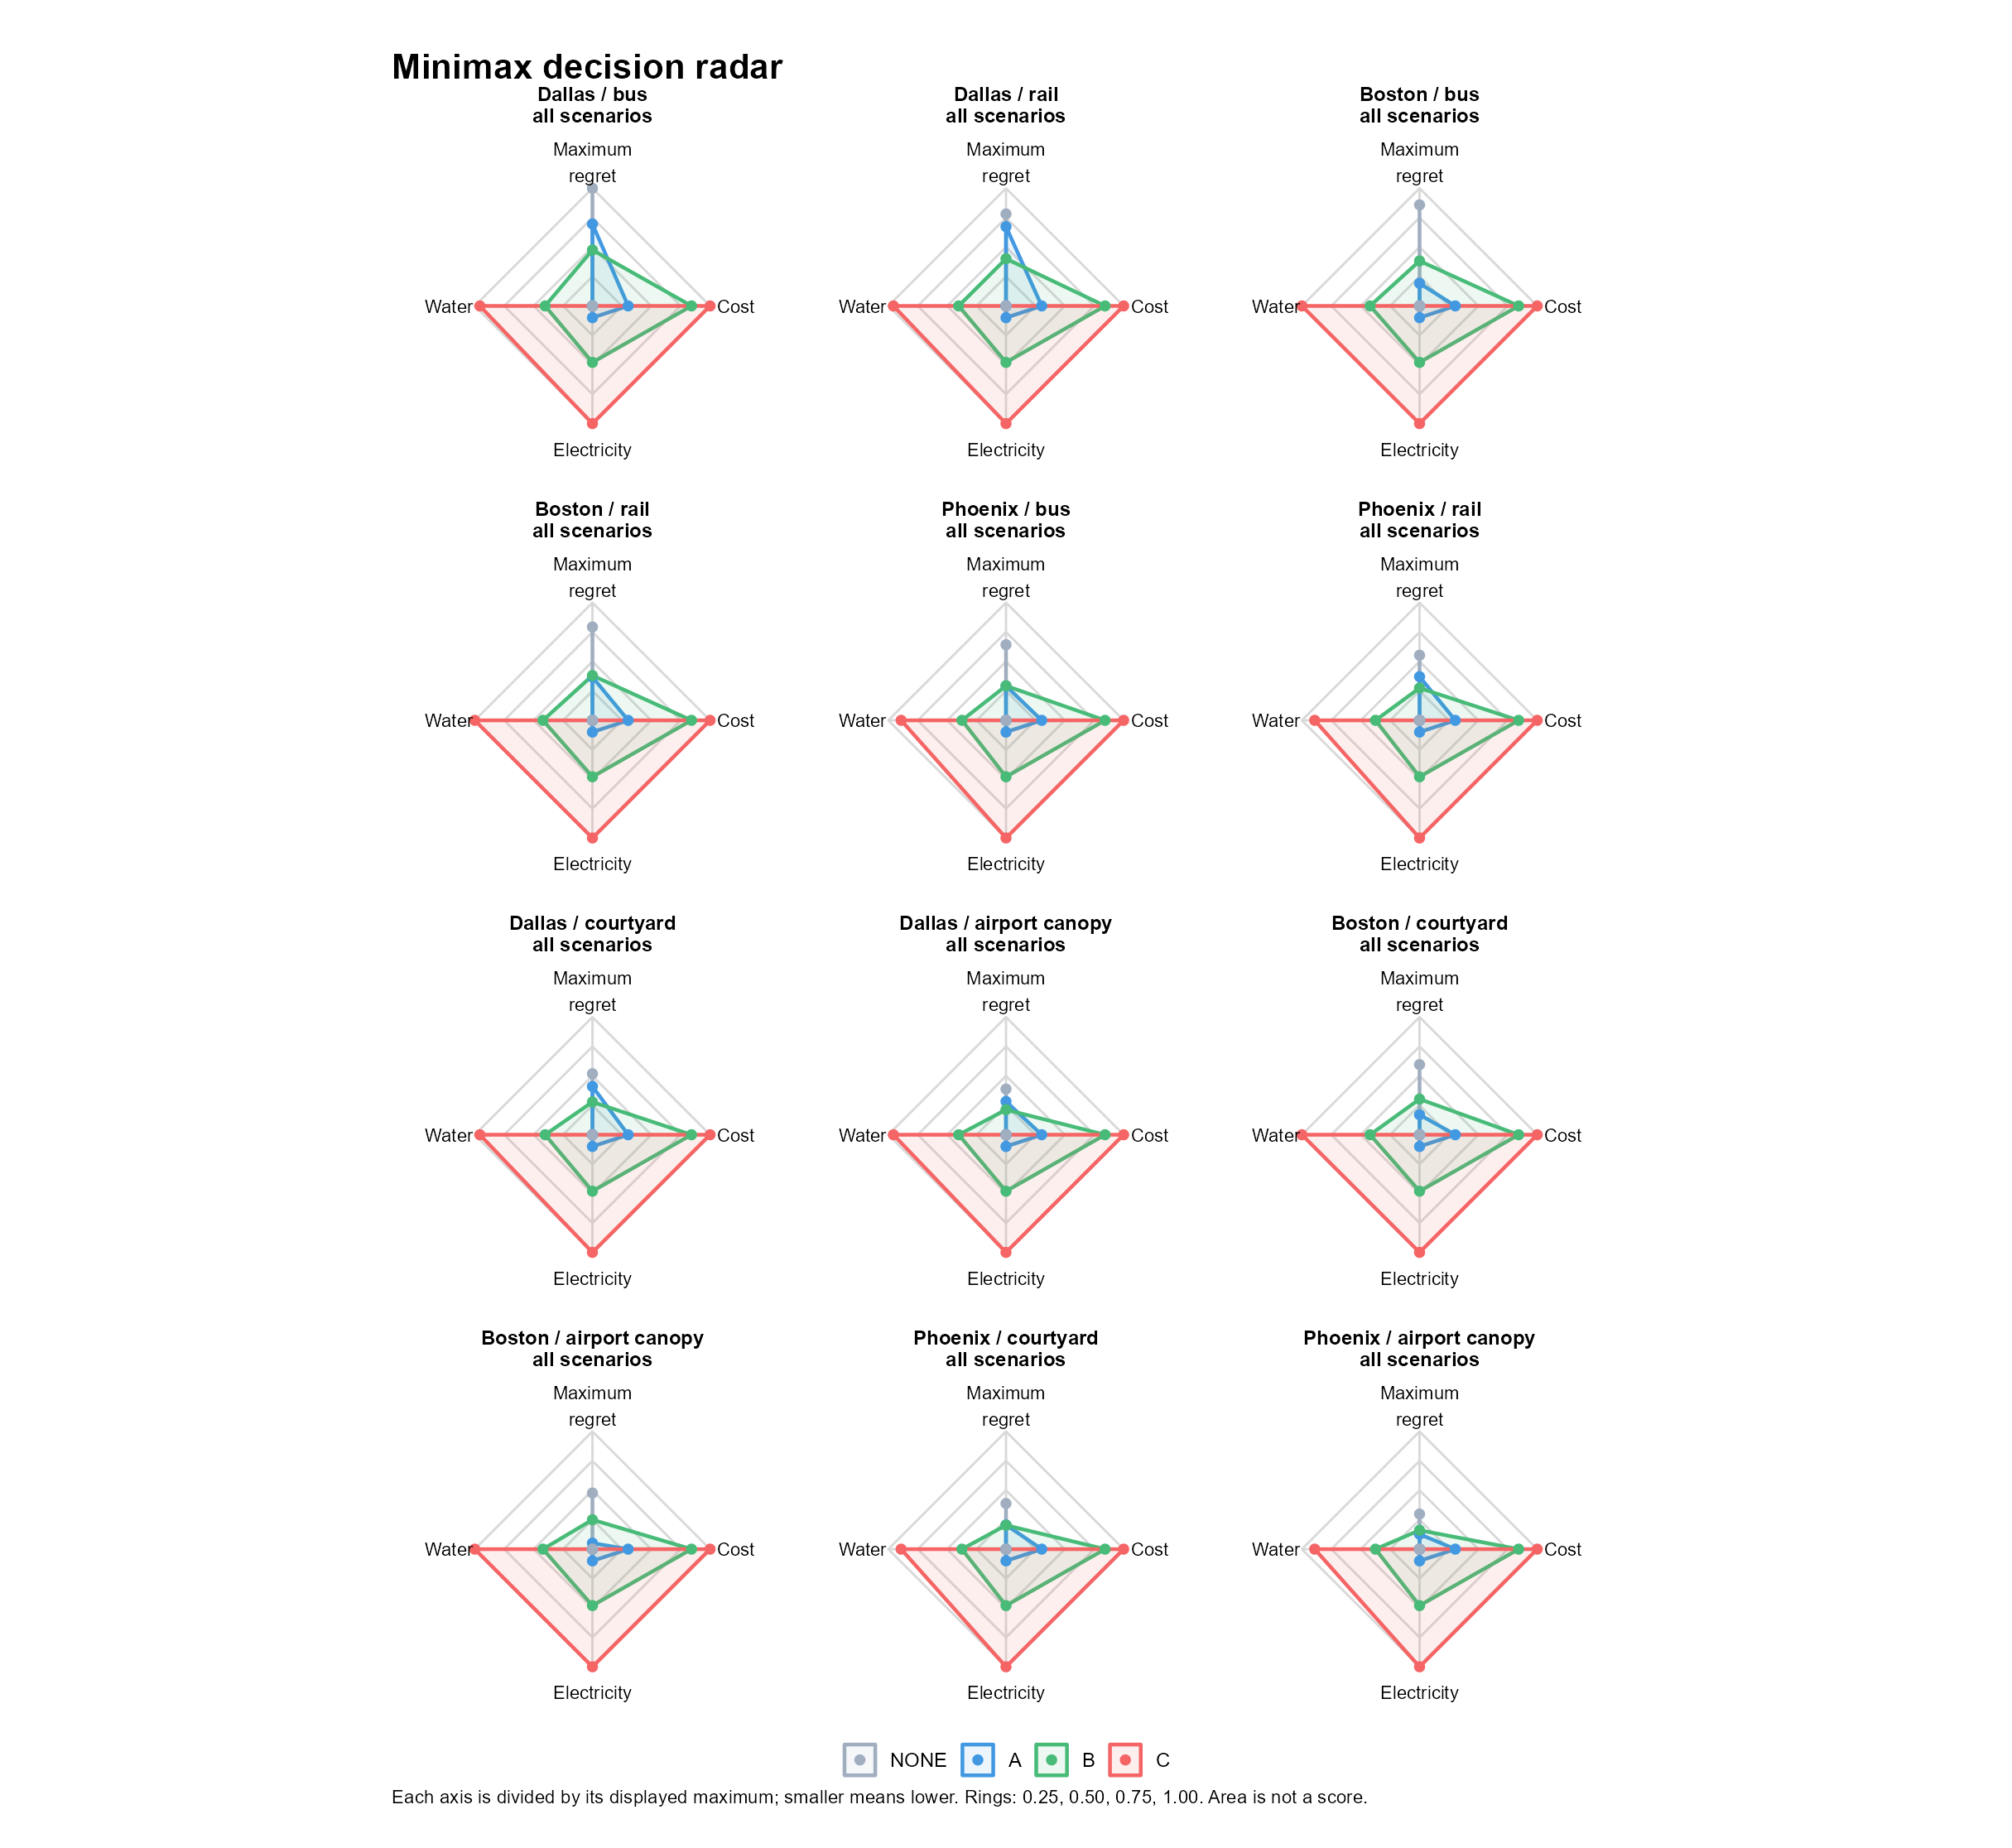 Minimax decision radar
Dallas / bus
all scenarios
Maximum
regret
Water
Cost
Electricity
Dallas / rail
all scenarios
Maximum
regret
Water
Cost
Electricity
Boston / bus
all scenarios
Maximum
regret
Water
Cost
Electricity
Boston / rail
all scenarios
Maximum
regret
Water
Cost
Electricity
Phoenix / bus
all scenarios
Maximum
regret
Water
Cost
Electricity
Phoenix / rail
all scenarios
Maximum
regret
Water
Cost
Electricity
Dallas / courtyard
all scenarios
Maximum
regret
Water
Cost
Electricity
Dallas / airport canopy
all scenarios
Maximum
regret
Water
Cost
Electricity
Boston / courtyard
all scenarios
Maximum
regret
Water
Cost
Electricity
Boston / airport canopy
all scenarios
Maximum
regret
Water
Cost
Electricity
Phoenix / courtyard
all scenarios
Maximum
regret
Water
Cost
Electricity
Phoenix / airport canopy
all scenarios
Maximum
regret
Water
Cost
Electricity
NONE A B C
Each axis is divided by its displayed maximum; smaller means lower. Rings: 0.25, 0.50, 0.75, 1.00. Area is not a score.